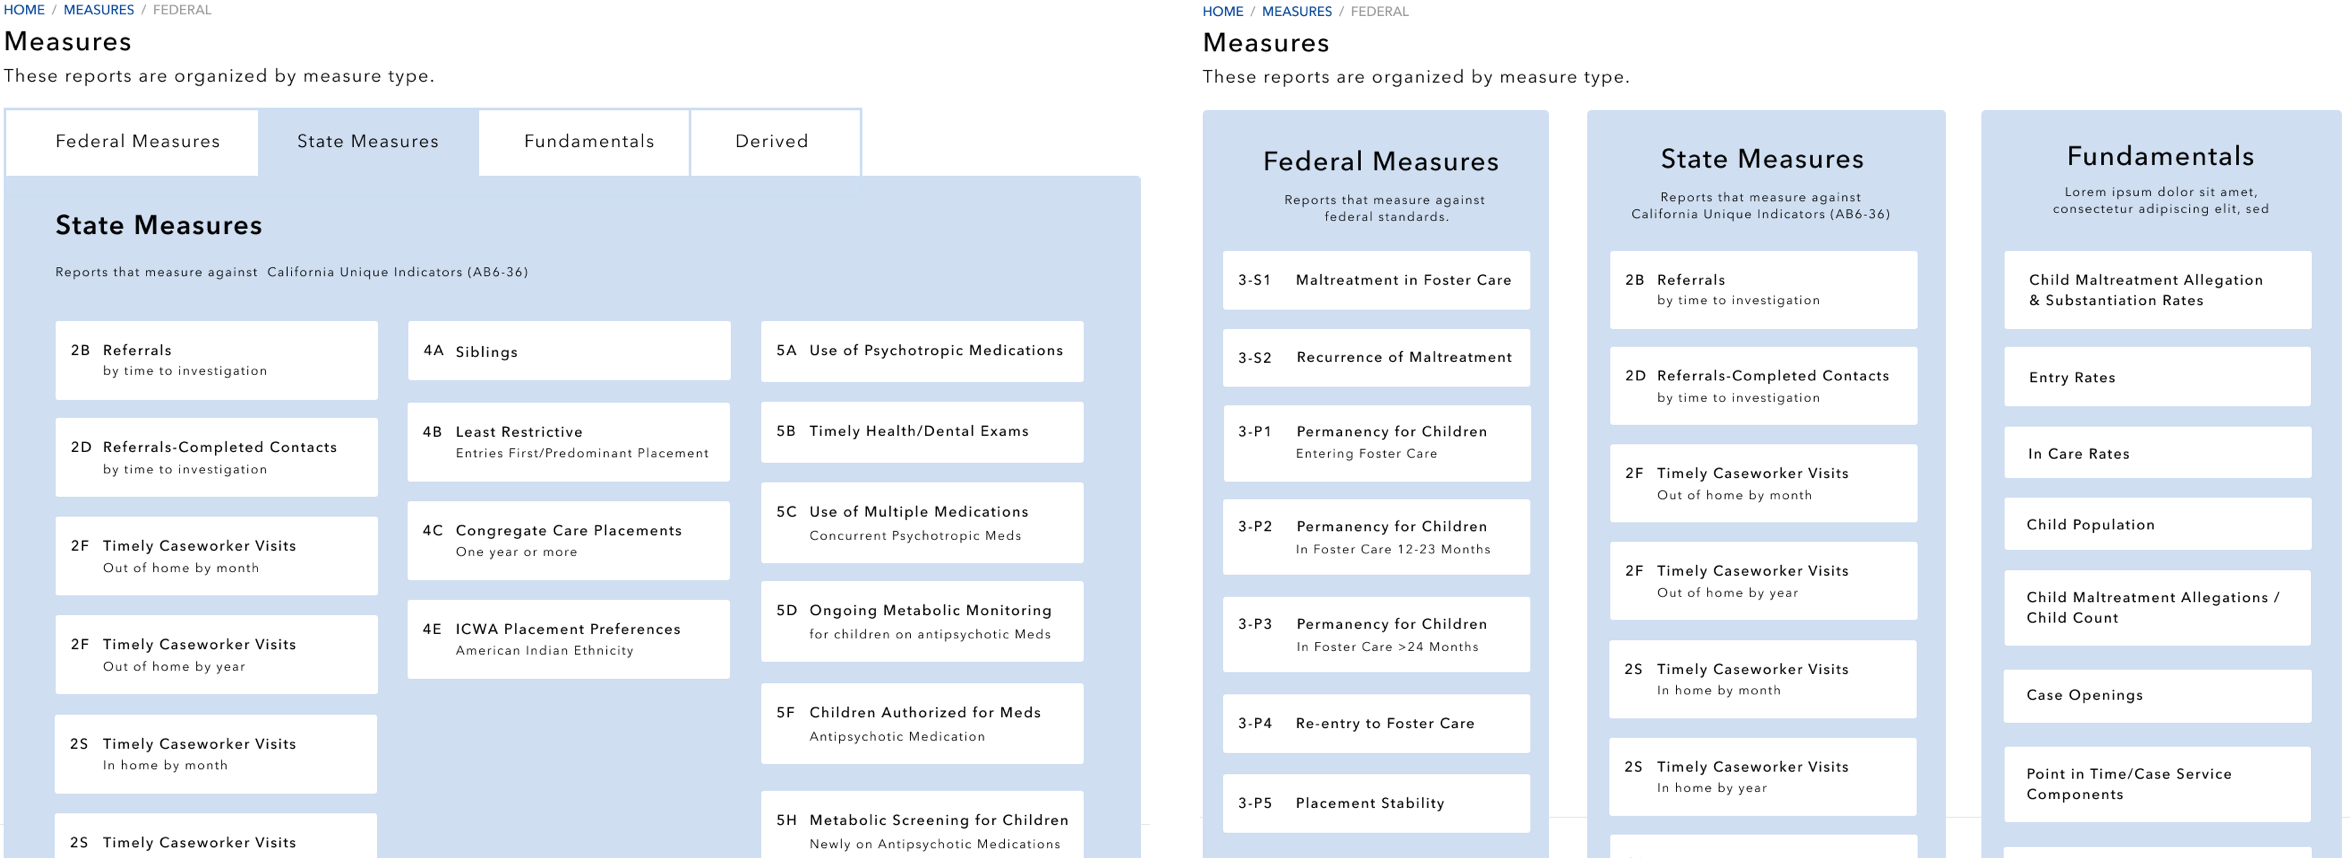 HOME / MEASURES / FEDERAL
Measures
These reports are organized by measure type.
Federal Measures
State Measures
Fundamentals
Derived
State Measures
Reports that measure against  California Unique Indicators (AB6-36)
2B Referrals
by time to investigation
2D Referrals-Completed Contacts
by time to investigation
2F Timely Caseworker Visits
Out of home by month
2F Timely Caseworker Visits
Out of home by year
2S Timely Caseworker Visits
In home by month
2S Timely Caseworker Visits
4A Siblings
4B Least Restrictive
Entries First/Predominant Placement
4C Congregate Care Placements
One year or more
4E ICWA Placement Preferences
American Indian Ethnicity
5A Use of Psychotropic Medications
5B Timely Health/Dental Exams
5C Use of Multiple Medications
Concurrent Psychotropic Meds
5D Ongoing Metabolic Monitoring
for children on antipsychotic Meds
5F Children Authorized for Meds
Antipsychotic Medication
5H Metabolic Screening for Children
Newly on Antipsychotic Medications
HOME / MEASURES / FEDERAL
Measures
These reports are organized by measure type.
Federal Measures
Reports that measure against
federal standards.
3-S1 Maltreatment in Foster Care
3-S2 Recurrence of Maltreatment
3-P1 Permanency for Children
Entering Foster Care
3-P2 Permanency for Children
In Foster Care 12-23 Months
3-P3 Permanency for Children
In Foster Care >24 Months
3-P4 Re-entry to Foster Care
3-P5 Placement Stability
State Measures
Reports that measure against
California Unique Indicators (AB6-36)
2B Referrals
by time to investigation
2D Referrals-Completed Contacts
by time to investigation
2F Timely Caseworker Visits
Out of home by month
2F Timely Caseworker Visits
Out of home by year
2S Timely Caseworker Visits
In home by month
2S Timely Caseworker Visits
In home by year
Fundamentals
Lorem ipsum dolor sit amet,
consectetur adipiscing elit, sed
Child Maltreatment Allegation
& Substantiation Rates
Entry Rates
In Care Rates
Child Population
Child Maltreatment Allegations /
Child Count
Case Openings
Point in Time/Case Service
Components